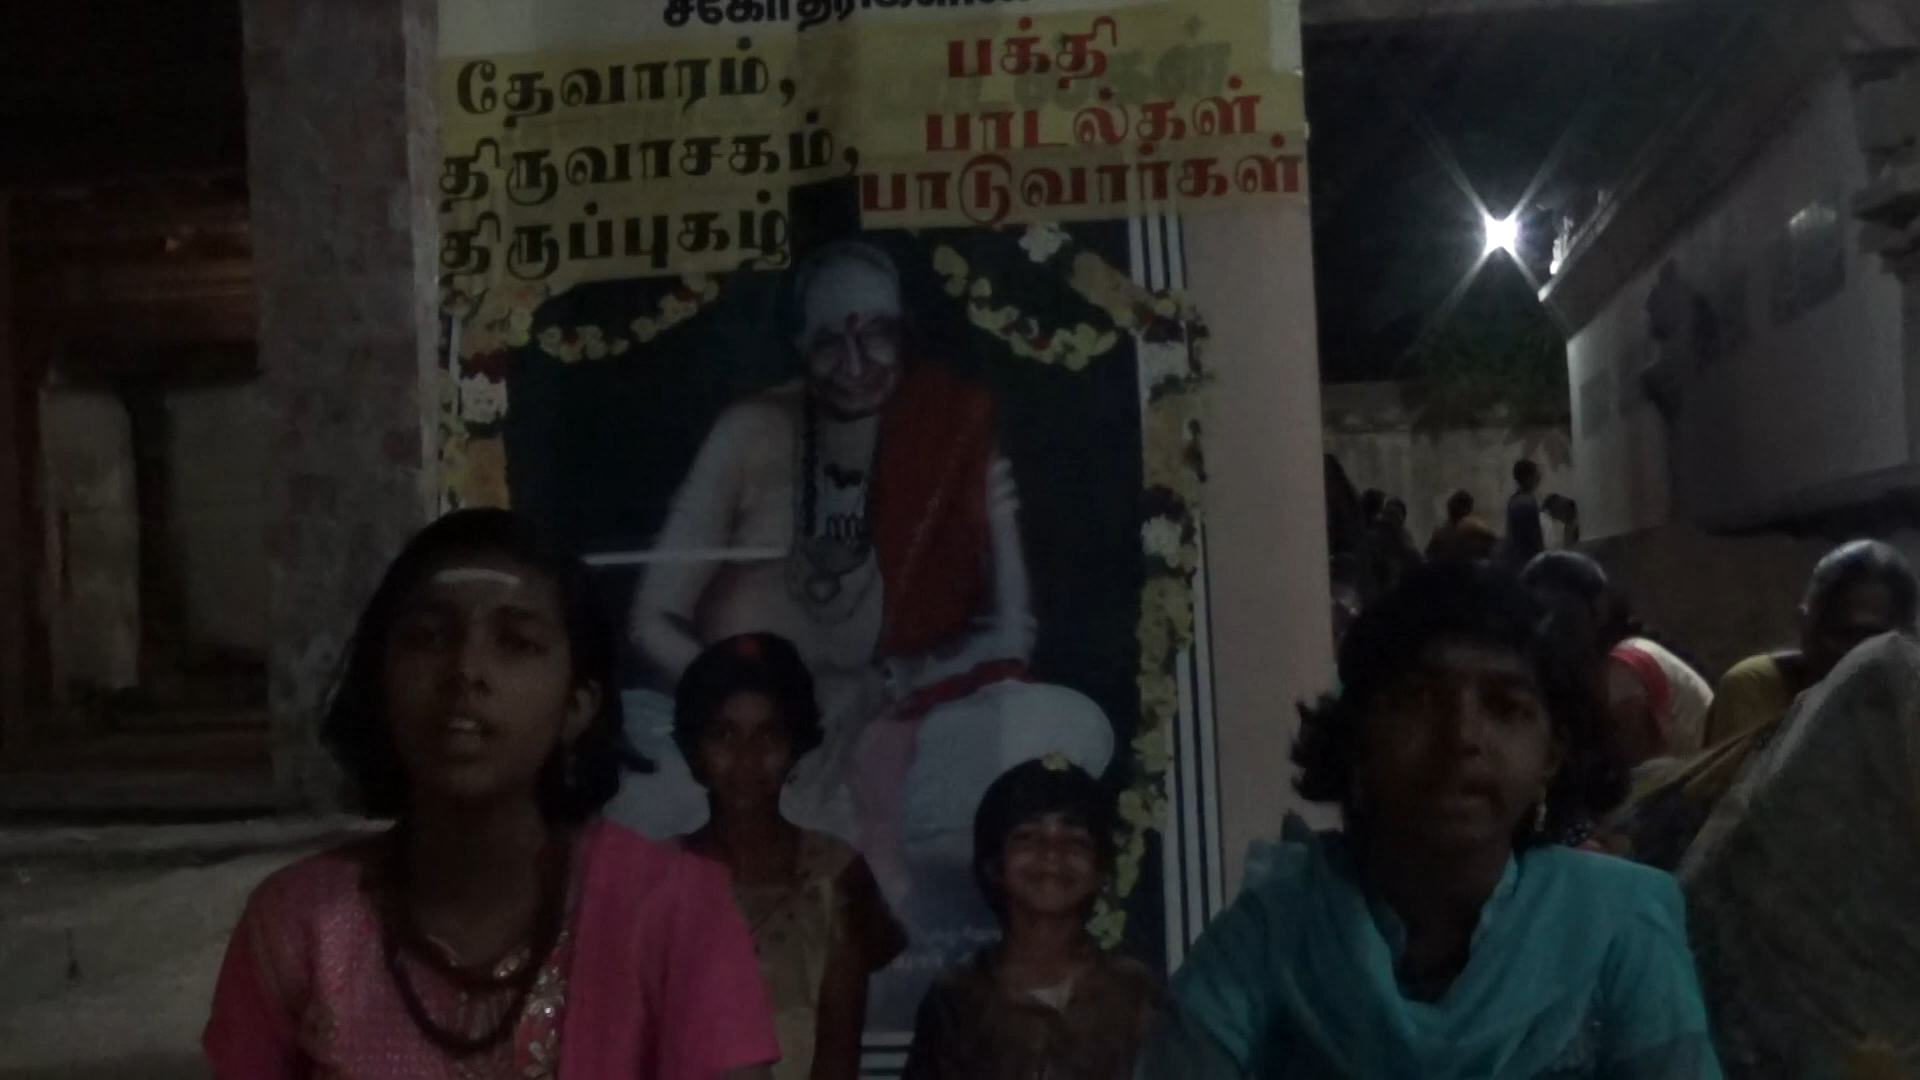 தேவாரம்,
திருவாசகம்,
திருப்புகழ்
பக்தி
பாடல்கள்
பாடுவார்கள்